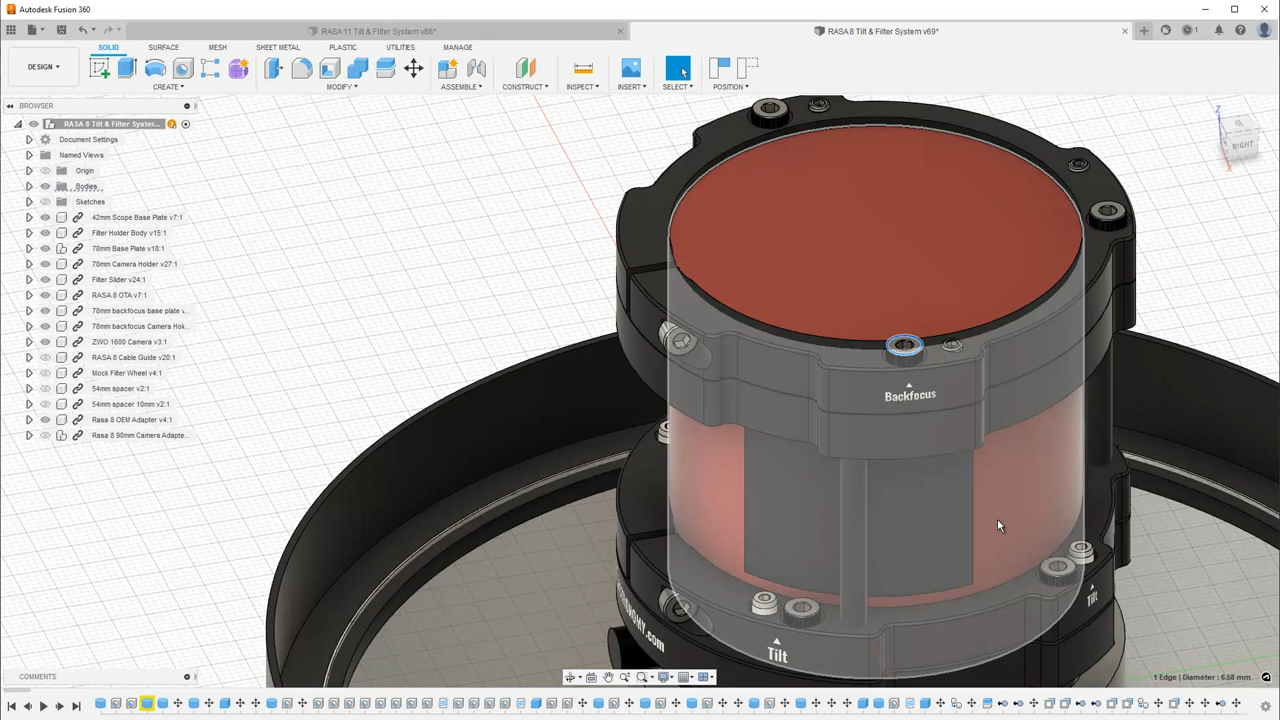 Autodesk Fusion 360
RASA 11 Tilt & Filter System v86*
RASA 8 Tilt & Filter System v69*
1
DESIGN
SOLID
SURFACE
MESH
SHEET METAL
PLASTIC
UTILITIES
MANAGE
CREATE
MODIFY
ASSEMBLE
CONSTRUCT
INSPECT
INSERT
SELECT
POSITION
BROWSER
RASA 8 Tilt & Filter System...
Document Settings
Named Views
Origin
Bodies
Sketches
42mm Scope Base Plate v7:1
Filter Holder Body v15:1
78mm Base Plate v18:1
78mm Camera Holder v27:1
Filter Slider v24:1
RASA 8 OTA v7:1
78mm backfocus base plate v...
78mm backfocus Camera Hol...
ZWO 1600 Camera v3:1
RASA 8 Cable Guide v20:1
Mock Filter Wheel v4:1
54mm spacer v2:1
54mm spacer 10mm v2:1
Rasa 8 OEM Adapter v4:1
Rasa 8 90mm Camera Adapte...
Z
RIGHT
X
Backfocus
Tilt
Tilt
COMMENTS
1 Edge | Diameter : 6.58 mm